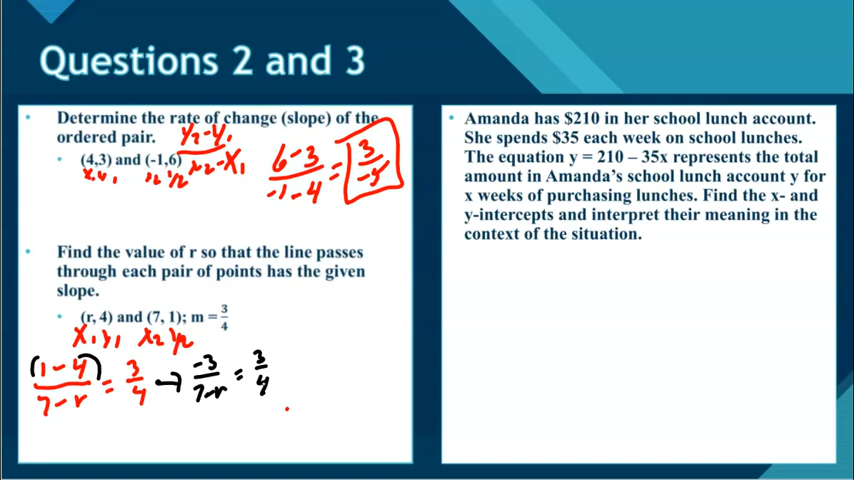 Questions 2 and 3
Determine the rate of change (slope) of the
ordered pair.
(4,3) and (-1,6)
x₁ y₁ x₂ y₂
y₂-y₁
x₂-x₁
6-3
-1-4
=
3
-5
Find the value of r so that the line passes
through each pair of points has the given
slope.
(r, 4) and (7, 1); m = 3/4
x₁ y₁ x₂ y₂
(1-4)/(7-r) = 3/4 → -3/(7-r) = 3/4
Amanda has $210 in her school lunch account.
She spends $35 each week on school lunches.
The equation y = 210 – 35x represents the total
amount in Amanda's school lunch account y for
x weeks of purchasing lunches. Find the x- and
y-intercepts and interpret their meaning in the
context of the situation.